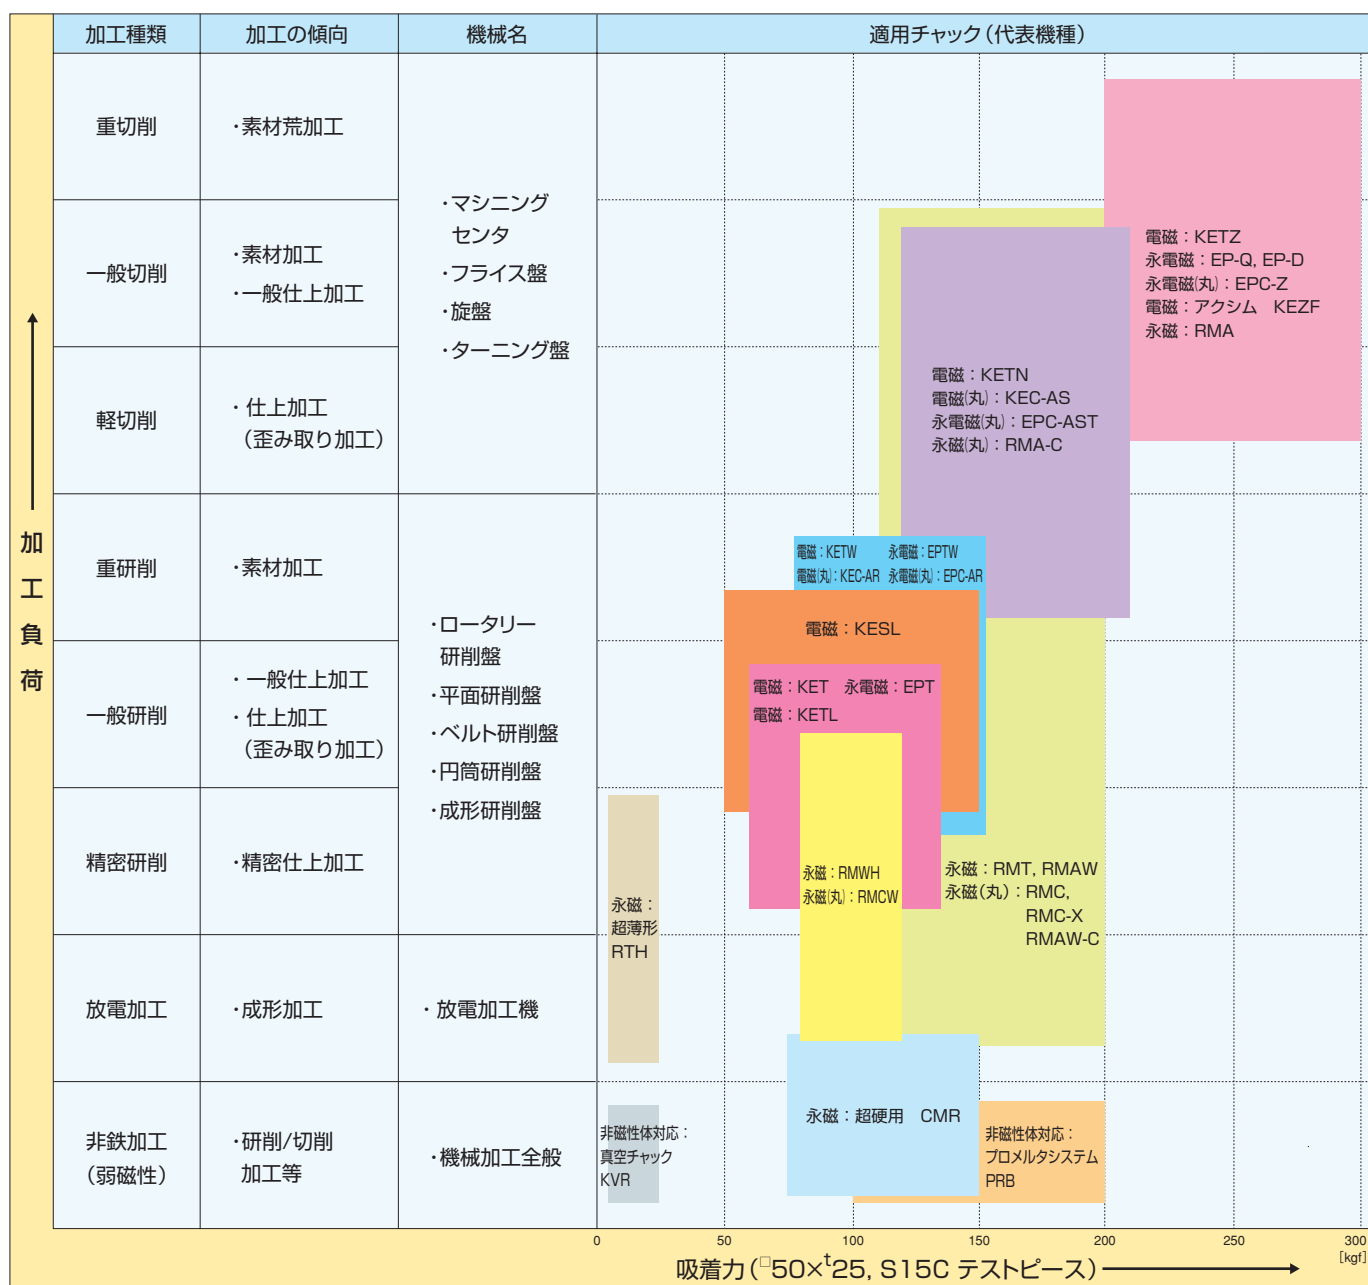 加工種類
加工の傾向
機械名
適用チャック（代表機種）
重切削
・素材荒加工
・マシニング
センタ
・フライス盤
・旋盤
・ターニング盤
一般切削
・素材加工
・一般仕上加工
軽切削
・仕上加工
（歪み取り加工）
重研削
・素材加工
・ロータリー
研削盤
・平面研削盤
・ベルト研削盤
・円筒研削盤
・成形研削盤
一般研削
・一般仕上加工
・仕上加工
（歪み取り加工）
精密研削
・精密仕上加工
放電加工
・成形加工
・放電加工機
非鉄加工
（弱磁性）
・研削/切削
加工等
・機械加工全般
加工負荷
電磁：KETZ
永電磁：EP-Q, EP-D
永電磁(丸)：EPC-Z
電磁：アクシム KEZF
永磁：RMA
電磁：KETN
電磁(丸)：KEC-AS
永電磁(丸)：EPC-AST
永磁(丸)：RMA-C
電磁：KETW 永電磁：EPTW
電磁(丸)：KEC-AR 永電磁(丸)：EPC-AR
電磁：KESL
電磁：KET 永電磁：EPT
電磁：KETL
永磁：RMWH
永磁(丸)：RMCW
永磁：RMT, RMAW
永磁(丸)：RMC,
RMC-X
RMAW-C
永磁：
超薄形
RTH
永磁：超硬用 CMR
非磁性体対応：
真空チャック
KVR
非磁性体対応：
プロメルタシステム
PRB
0 50 100 150 200 250 300
[kgf]
吸着力（□50×t25, S15C テストピース）